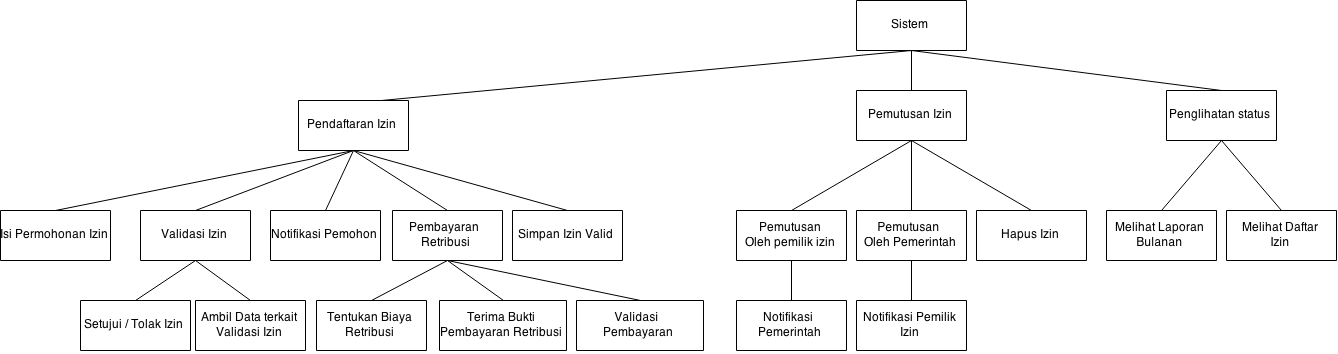 Sistem
Pendaftaran Izin
Pemutusan Izin
Penglihatan status
Isi Permohonan Izin
Validasi Izin
Notifikasi Pemohon
Pembayaran
Retribusi
Simpan Izin Valid
Pemutusan
Oleh pemilik izin
Pemutusan
Oleh Pemerintah
Hapus Izin
Melihat Laporan
Bulanan
Melihat Daftar
Izin
Setujui / Tolak Izin
Ambil Data terkait
Validasi Izin
Tentukan Biaya
Retribusi
Terima Bukti
Pembayaran Retribusi
Validasi
Pembayaran
Notifikasi
Pemerintah
Notifikasi Pemilik
Izin